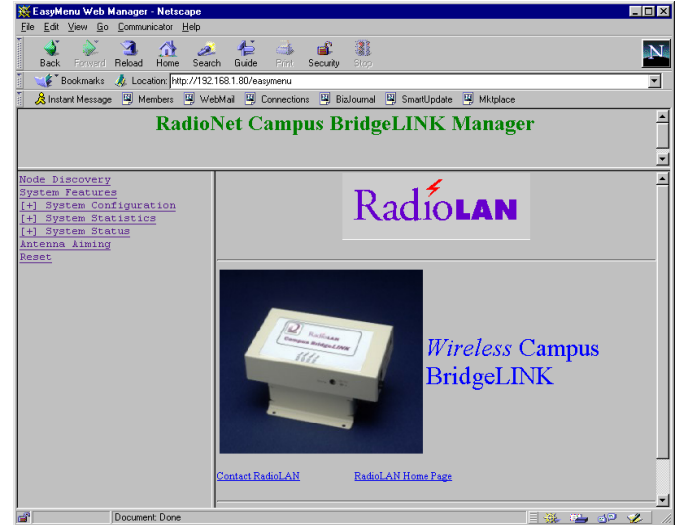 EasyMenu Web Manager - Netscape
File Edit View Go Communicator Help
Back Forward Reload Home Search Guide Print Security Stop
N
Bookmarks Location: http://192.168.1.80/easymenu
Instant Message Members WebMail Connections BizJournal SmartUpdate Mktplace
RadioNet Campus BridgeLINK Manager
Node Discovery
System Features
[+] System Configuration
[+] System Statistics
[+] System Status
Antenna Aiming
Reset
RadioLAN
RadioLAN
Campus BridgeLINK
Wireless Campus
BridgeLINK
Contact RadioLAN RadioLAN Home Page
Document: Done